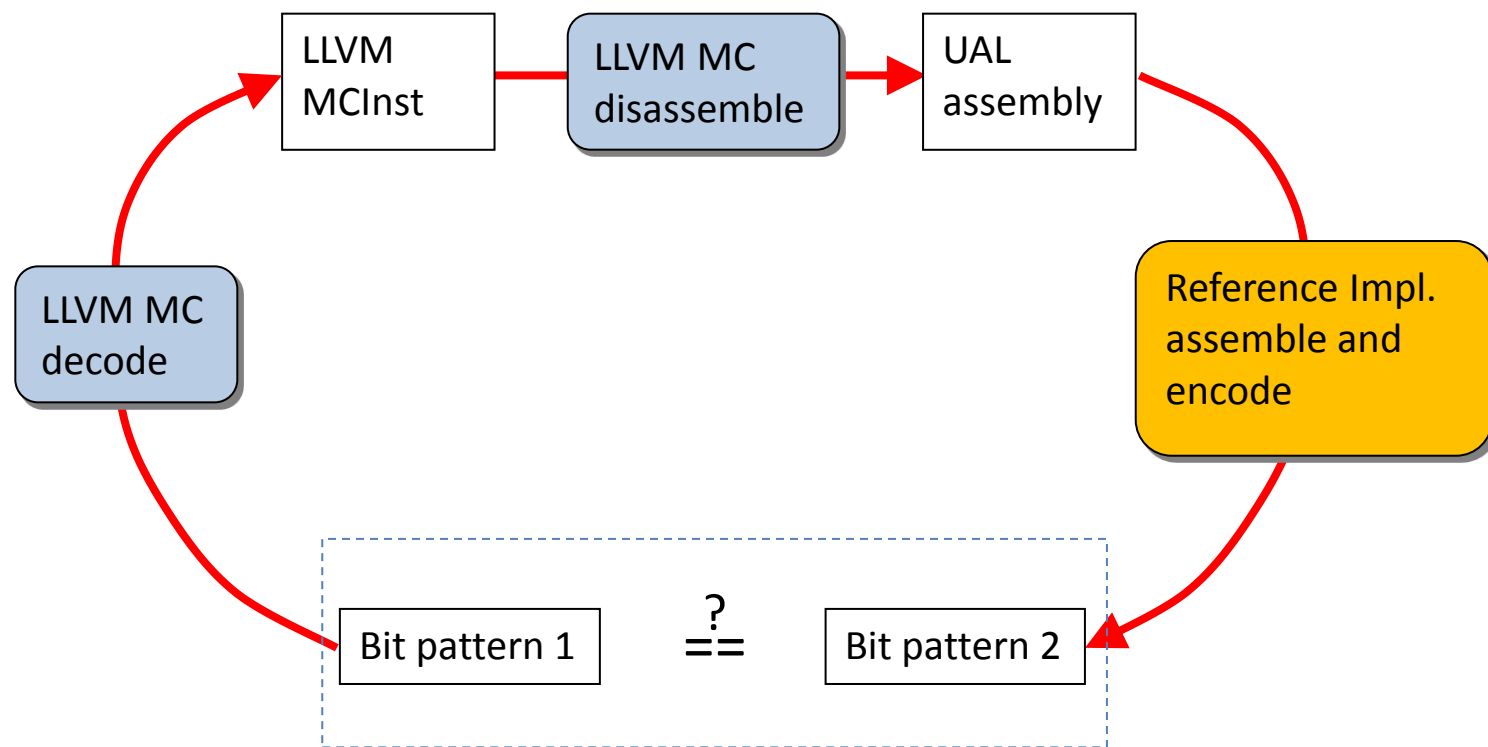 LLVM
MCInst
LLVM MC
disassemble
UAL
assembly
LLVM MC
decode
Reference Impl.
assemble and
encode
Bit pattern 1
?
==
Bit pattern 2